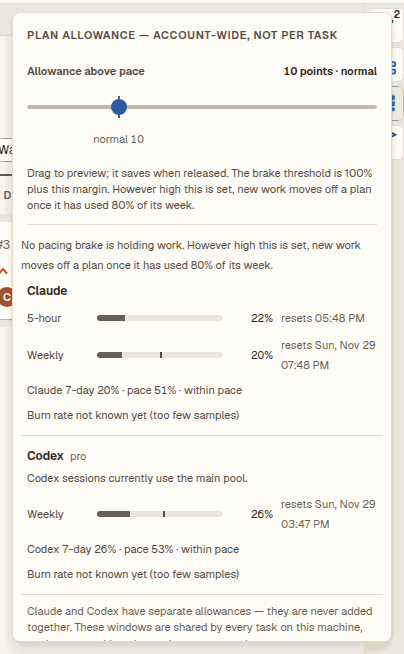 PLAN ALLOWANCE — ACCOUNT-WIDE, NOT PER TASK
2
Allowance above pace 10 points · normal
normal 10
Drag to preview; it saves when released. The brake threshold is 100%
plus this margin. However high this is set, new work moves off a plan
once it has used 80% of its week.
No pacing brake is holding work. However high this is set, new work
moves off a plan once it has used 80% of its week.
#3
Claude
C
5-hour 22% resets 05:48 PM
Weekly 20% resets Sun, Nov 29
07:48 PM
Claude 7-day 20% · pace 51% · within pace
Burn rate not known yet (too few samples)
Codex pro
Codex sessions currently use the main pool.
Weekly 26% resets Sun, Nov 29
03:47 PM
Codex 7-day 26% · pace 53% · within pace
Burn rate not known yet (too few samples)
Claude and Codex have separate allowances — they are never added
together. These windows are shared by every task on this machine,